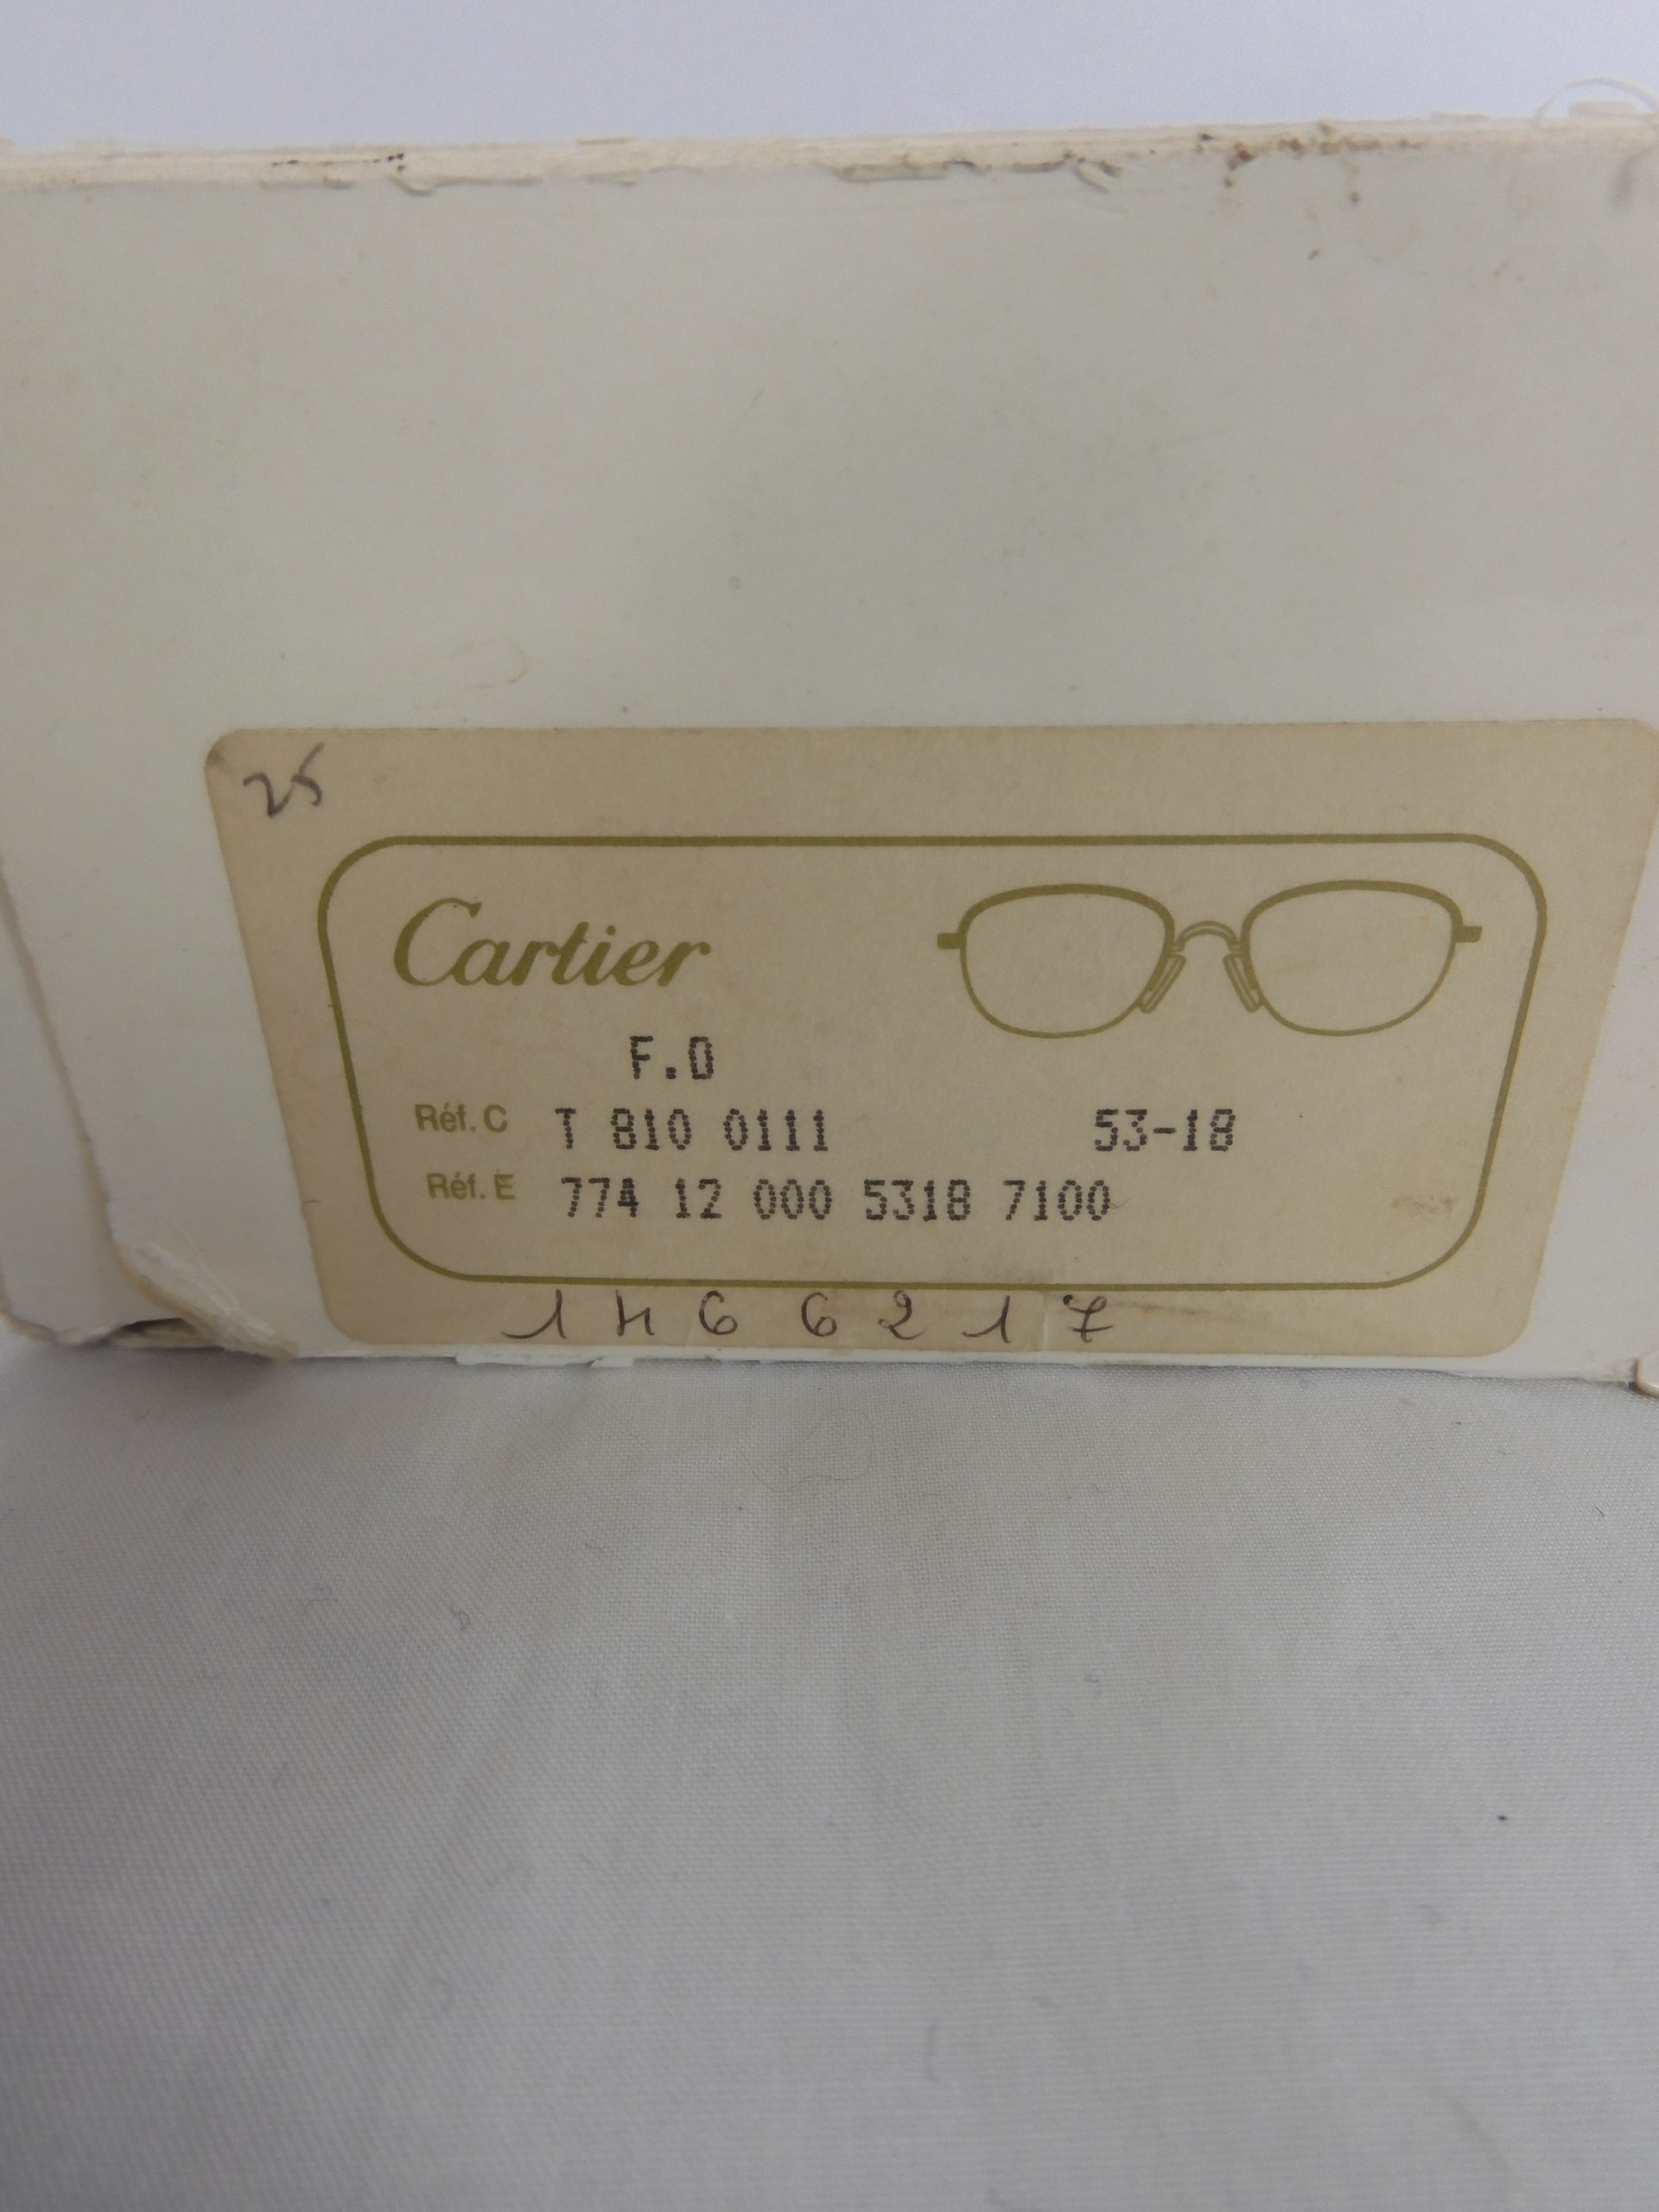 25
Cartier
F.D
Réf. C T 810 0111 53-18
Réf. E 774 12 000 5318 7100
1466217